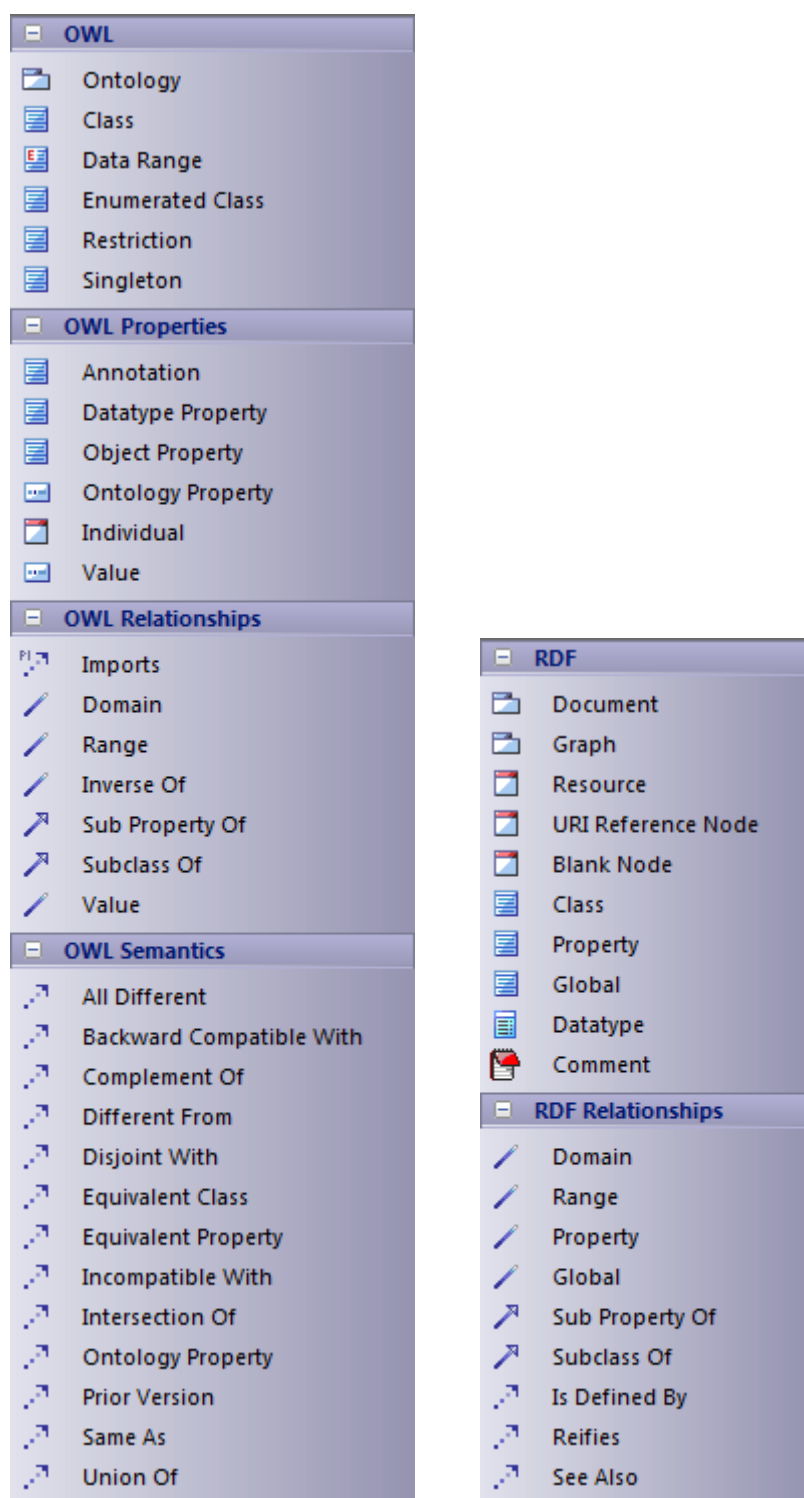 OWL
Ontology
Class
Data Range
Enumerated Class
Restriction
Singleton
OWL Properties
Annotation
Datatype Property
Object Property
Ontology Property
Individual
Value
OWL Relationships
Imports
Domain
Range
Inverse Of
Sub Property Of
Subclass Of
Value
OWL Semantics
All Different
Backward Compatible With
Complement Of
Different From
Disjoint With
Equivalent Class
Equivalent Property
Incompatible With
Intersection Of
Ontology Property
Prior Version
Same As
Union Of
RDF
Document
Graph
Resource
URI Reference Node
Blank Node
Class
Property
Global
Datatype
Comment
RDF Relationships
Domain
Range
Property
Global
Sub Property Of
Subclass Of
Is Defined By
Reifies
See Also